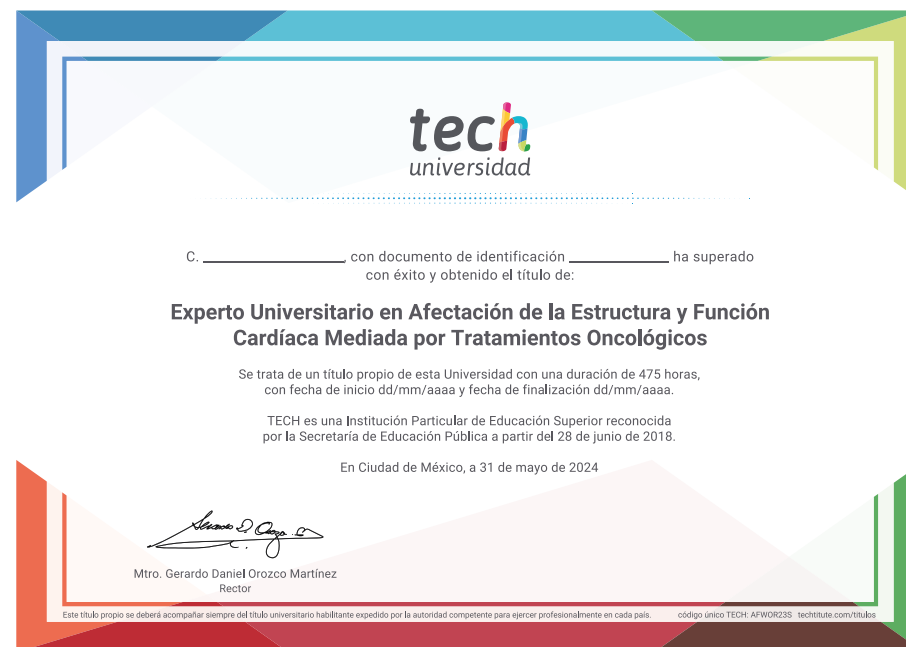 tech
universidad
C. ____________________, con documento de identificación ______________ ha superado
con éxito y obtenido el título de:
Experto Universitario en Afectación de la Estructura y Función
Cardíaca Mediada por Tratamientos Oncológicos
Se trata de un título propio de esta Universidad con una duración de 475 horas,
con fecha de inicio dd/mm/aaaa y fecha de finalización dd/mm/aaaa.
TECH es una Institución Particular de Educación Superior reconocida
por la Secretaría de Educación Pública a partir del 28 de junio de 2018.
En Ciudad de México, a 31 de mayo de 2024
Mtro. Gerardo Daniel Orozco Martínez
Rector
Este título propio se deberá acompañar siempre del título universitario habilitante expedido por la autoridad competente para ejercer profesionalmente en cada país. código único TECH: AFWOR23S techtitute.com/titulos